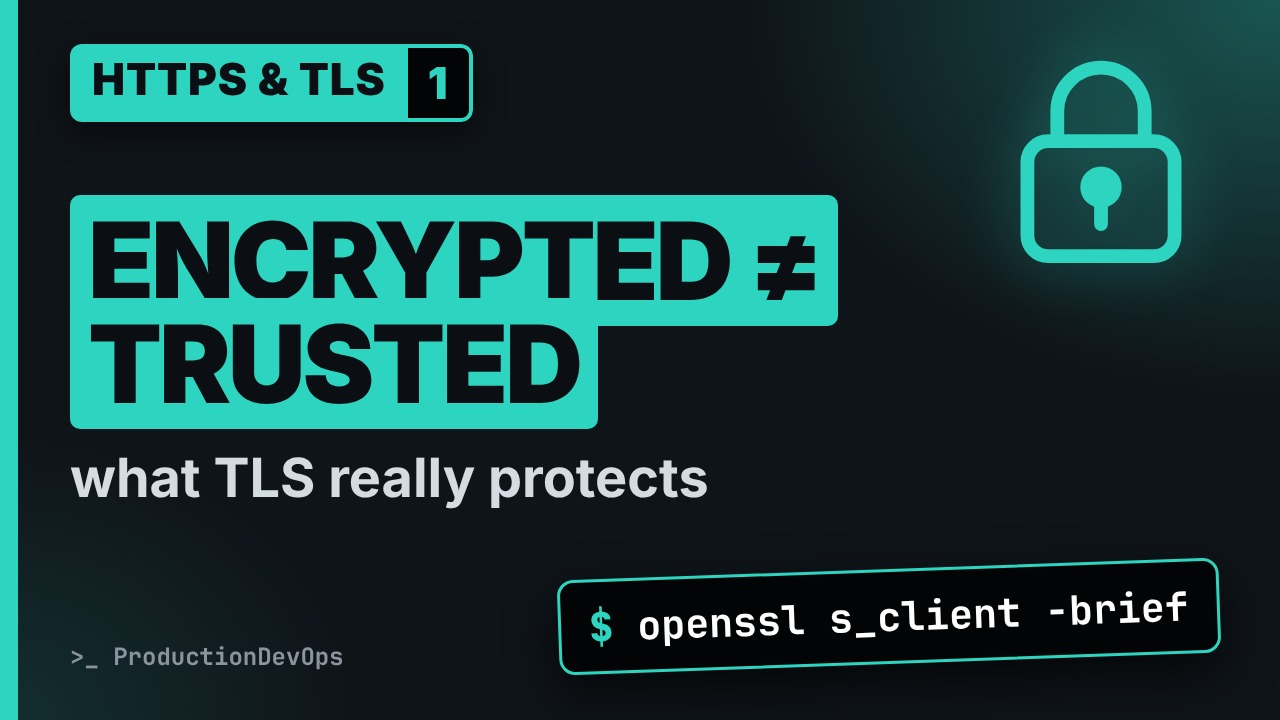 HTTPS & TLS 1
ENCRYPTED ≠
TRUSTED
what TLS really protects
$ openssl s_client -brief
>_ ProductionDevOps